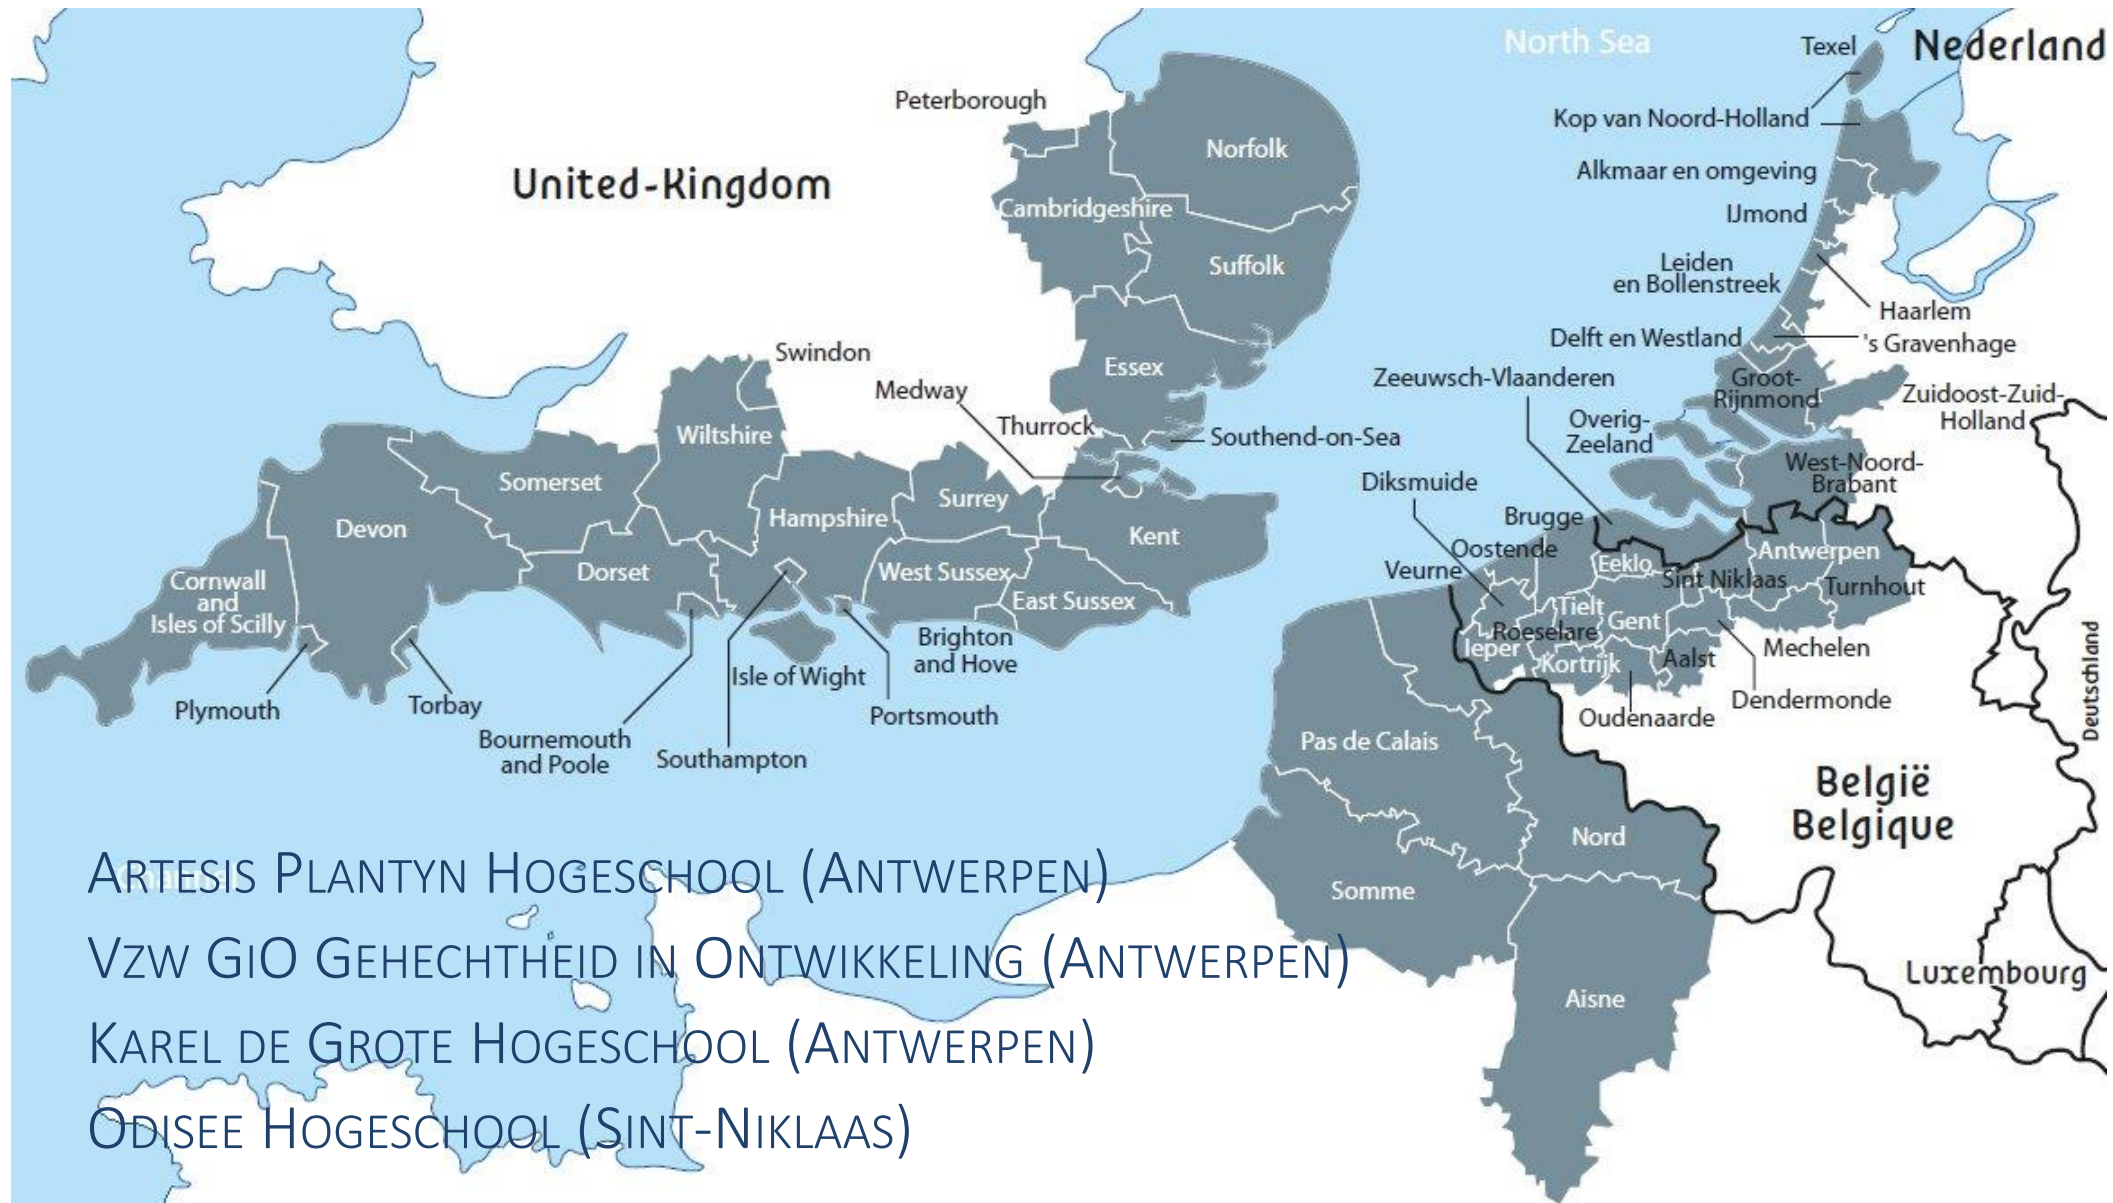 North Sea
Texel
Nederland
Peterborough
Kop van Noord-Holland
Norfolk
United-Kingdom
Alkmaar en omgeving
Cambridgeshire
IJmond
Suffolk
Leiden
en Bollenstreek
Haarlem
Delft en Westland
's Gravenhage
Swindon
Essex
Medway
Zeeuwsch-Vlaanderen
Groot-
Rijnmond
Zuidoost-Zuid-
Holland
Thurrock
Southend-on-Sea
Overig-
Zeeland
Wiltshire
West-Noord-
Brabant
Somerset
Surrey
Diksmuide
Devon
Hampshire
Kent
Brugge
Oostende
Veurne
Eeklo
Antwerpen
Sint Niklaas
Turnhout
Cornwall
and
Isles of Scilly
Dorset
West Sussex
East Sussex
Tielt
Roeselare
Gent
Ieper
Kortrijk
Aalst
Mechelen
Brighton
and Hove
Isle of Wight
Plymouth
Torbay
Portsmouth
Dendermonde
Oudenaarde
Deutschland
Bournemouth
and Poole
Southampton
Pas de Calais
België
Belgique
Nord
Somme
Channel
Luxembourg
Aisne
Artesis Plantyn Hogeschool (Antwerpen)
Vzw GiO Gehechtheid in Ontwikkeling (Antwerpen)
Karel de Grote Hogeschool (Antwerpen)
Odisee Hogeschool (Sint-Niklaas)